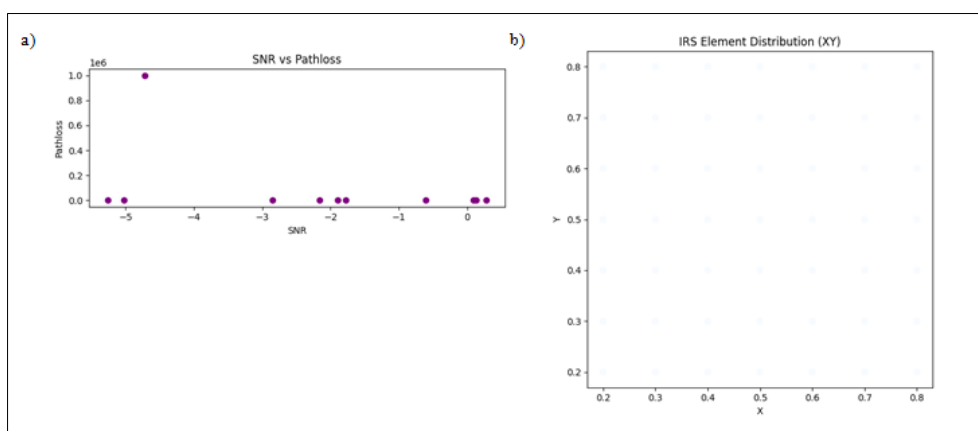 a)
SNR vs Pathloss
1e6
1.0
0.8
0.6
0.4
0.2
0.0
Pathloss
−5 −4 −3 −2 −1 0
SNR
b)
IRS Element Distribution (XY)
0.8
0.7
0.6
0.5
0.4
0.3
0.2
Y
0.2 0.3 0.4 0.5 0.6 0.7 0.8
X